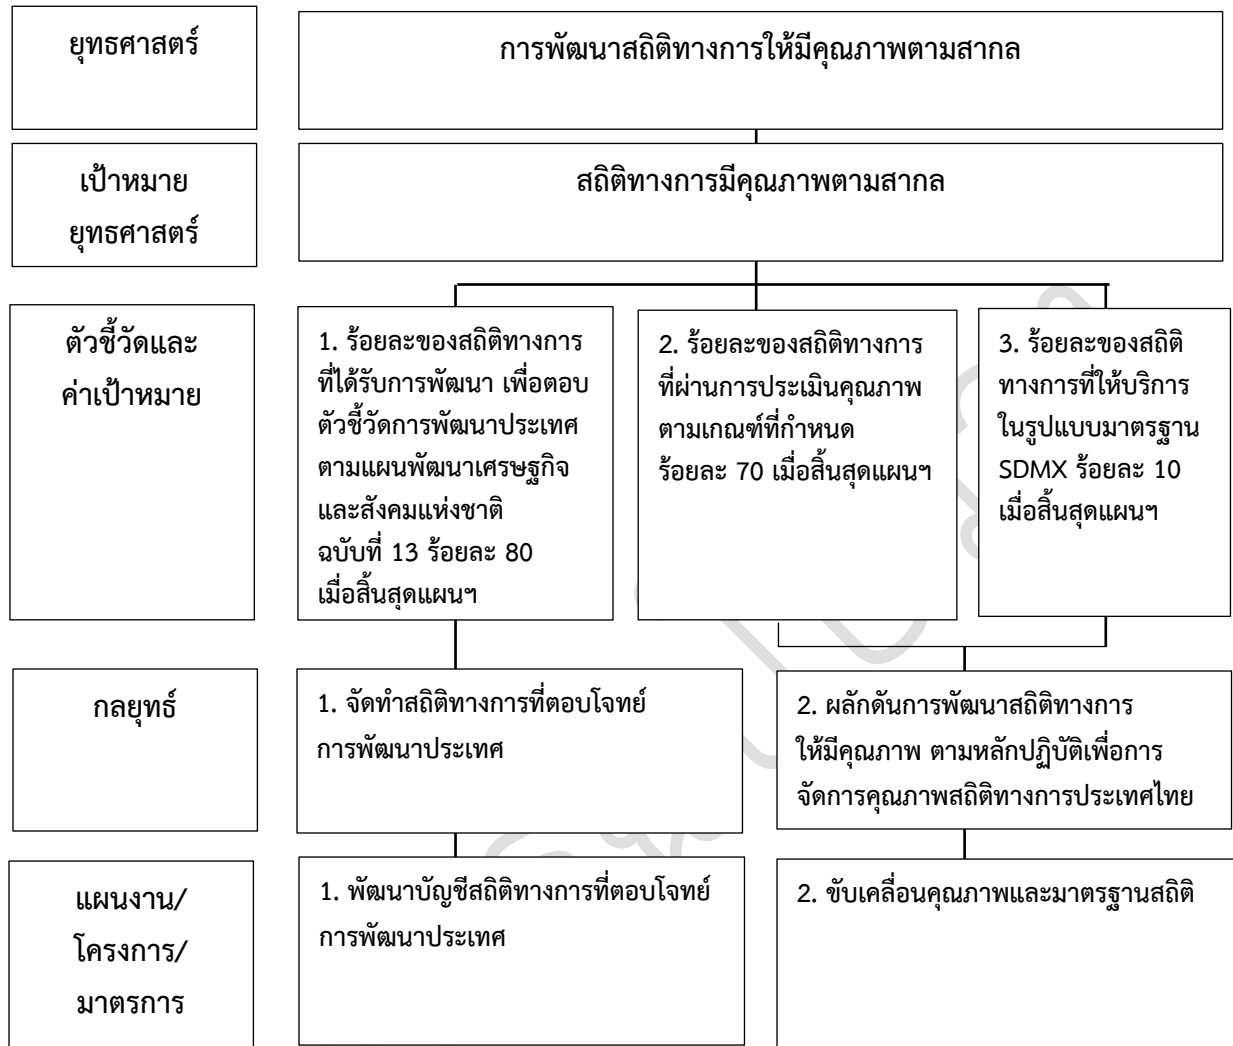 ยุทธศาสตร์
การพัฒนาสถิติทางการให้มีคุณภาพตามสากล
เป้าหมาย
ยุทธศาสตร์
สถิติทางการมีคุณภาพตามสากล
ตัวชี้วัดและ
ค่าเป้าหมาย
1. ร้อยละของสถิติทางการ
ที่ได้รับการพัฒนา เพื่อตอบ
ตัวชี้วัดการพัฒนาประเทศ
ตามแผนพัฒนาเศรษฐกิจ
และสังคมแห่งชาติ
ฉบับที่ 13 ร้อยละ 80
เมื่อสิ้นสุดแผนฯ
2. ร้อยละของสถิติทางการ
ที่ผ่านการประเมินคุณภาพ
ตามเกณฑ์ที่กำหนด
ร้อยละ 70 เมื่อสิ้นสุดแผนฯ
3. ร้อยละของสถิติ
ทางการที่ให้บริการ
ในรูปแบบมาตรฐาน
SDMX ร้อยละ 10
เมื่อสิ้นสุดแผนฯ
กลยุทธ์
1. จัดทำสถิติทางการที่ตอบโจทย์
การพัฒนาประเทศ
2. ผลักดันการพัฒนาสถิติทางการ
ให้มีคุณภาพ ตามหลักปฏิบัติเพื่อการ
จัดการคุณภาพสถิติทางการประเทศไทย
แผนงาน/
โครงการ/
มาตรการ
1. พัฒนาบัญชีสถิติทางการที่ตอบโจทย์
การพัฒนาประเทศ
2. ขับเคลื่อนคุณภาพและมาตรฐานสถิติ